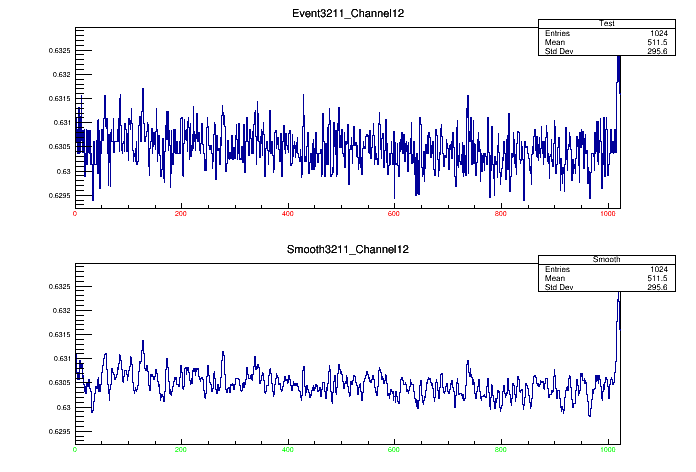 Event3211_Channel12
Test
Entries 1024
Mean 511.5
Std Dev 295.6
0.6325
0.632
0.6315
0.631
0.6305
0.63
0.6295
0 200 400 600 800 1000
Smooth3211_Channel12
Smooth
Entries 1024
Mean 511.5
Std Dev 295.6
0.6325
0.632
0.6315
0.631
0.6305
0.63
0.6295
0 200 400 600 800 1000